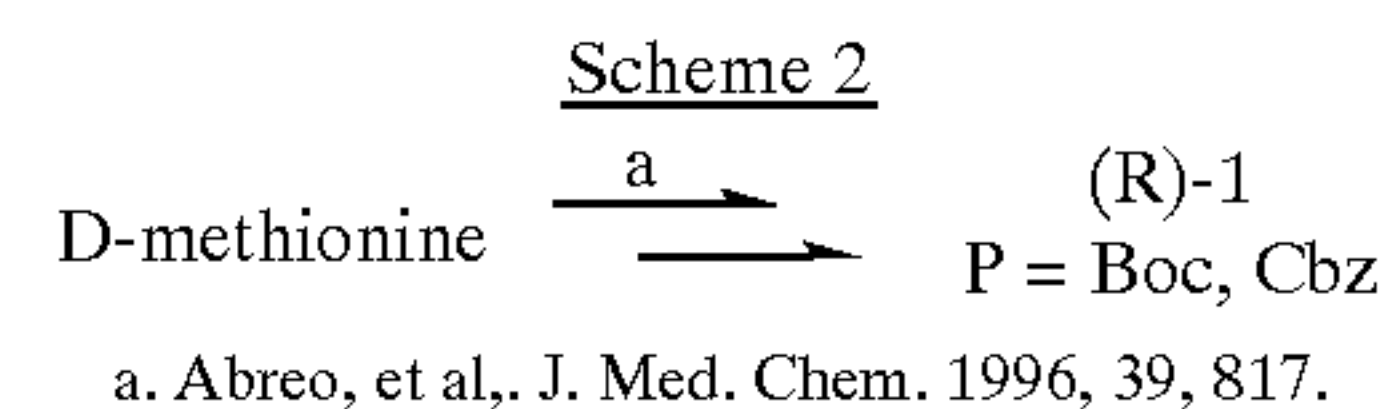 Scheme 2
a
(R)-1
D-methionine
P = Boc, Cbz
a. Abreo, et al,. J. Med. Chem. 1996, 39, 817.